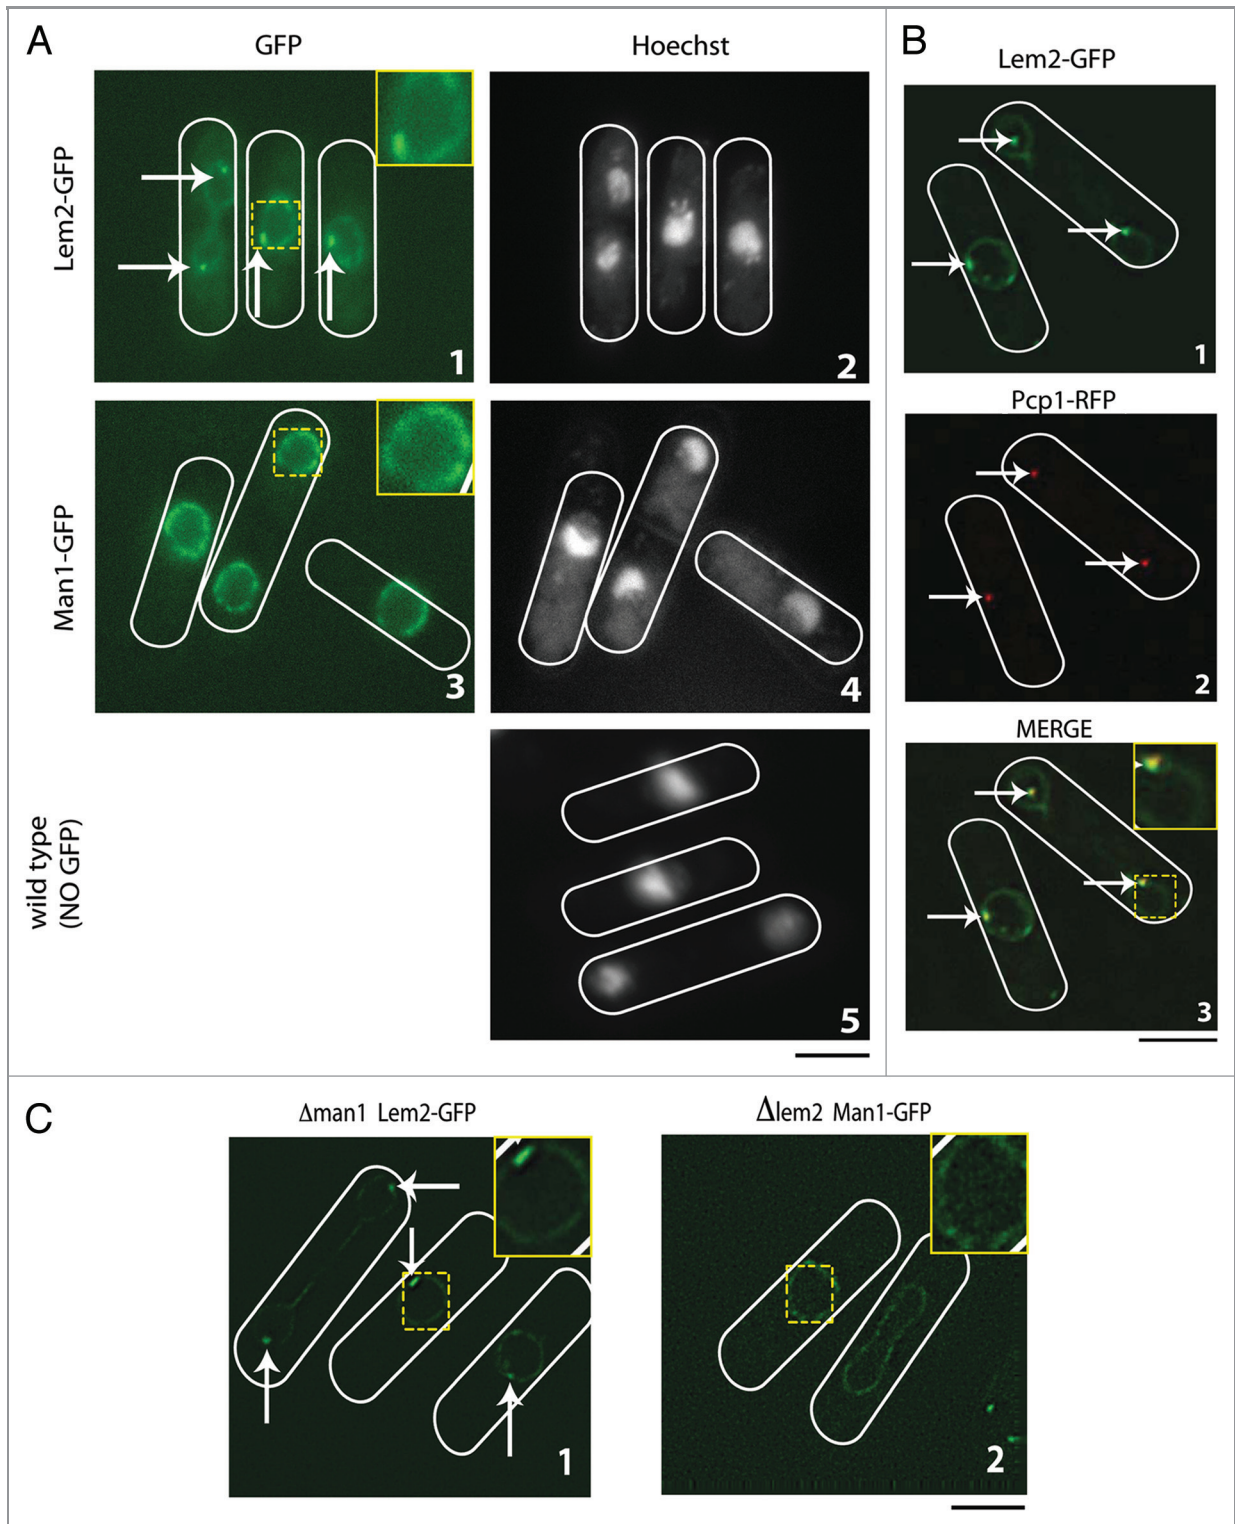 A
GFP
Hoechst
Lem2-GFP
1
2
Man1-GFP
3
4
wild type
(NO GFP)
5
B
Lem2-GFP
1
Pcp1-RFP
2
MERGE
3
C
Δman1 Lem2-GFP
1
Δlem2 Man1-GFP
2